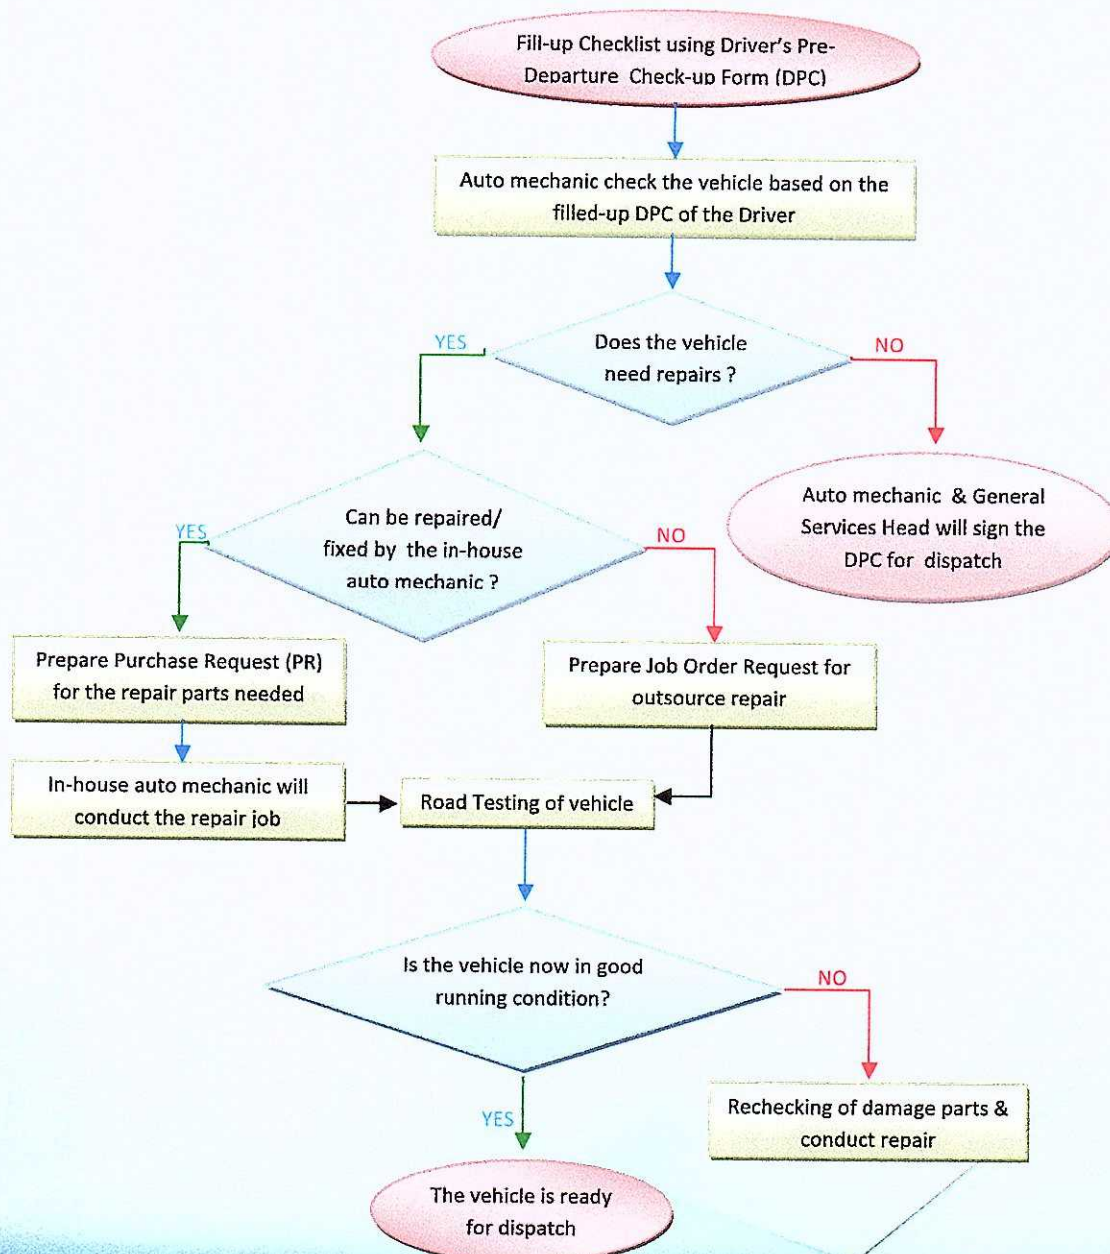 Fill-up Checklist using Driver's Pre-
Departure Check-up Form (DPC)
Auto mechanic check the vehicle based on the
filled-up DPC of the Driver
Does the vehicle
need repairs ?
YES
NO
Can be repaired/
fixed by the in-house
auto mechanic ?
Auto mechanic & General
Services Head will sign the
DPC for dispatch
YES
NO
Prepare Purchase Request (PR)
for the repair parts needed
Prepare Job Order Request for
outsource repair
In-house auto mechanic will
conduct the repair job
Road Testing of vehicle
Is the vehicle now in good
running condition?
NO
YES
Rechecking of damage parts &
conduct repair
The vehicle is ready
for dispatch